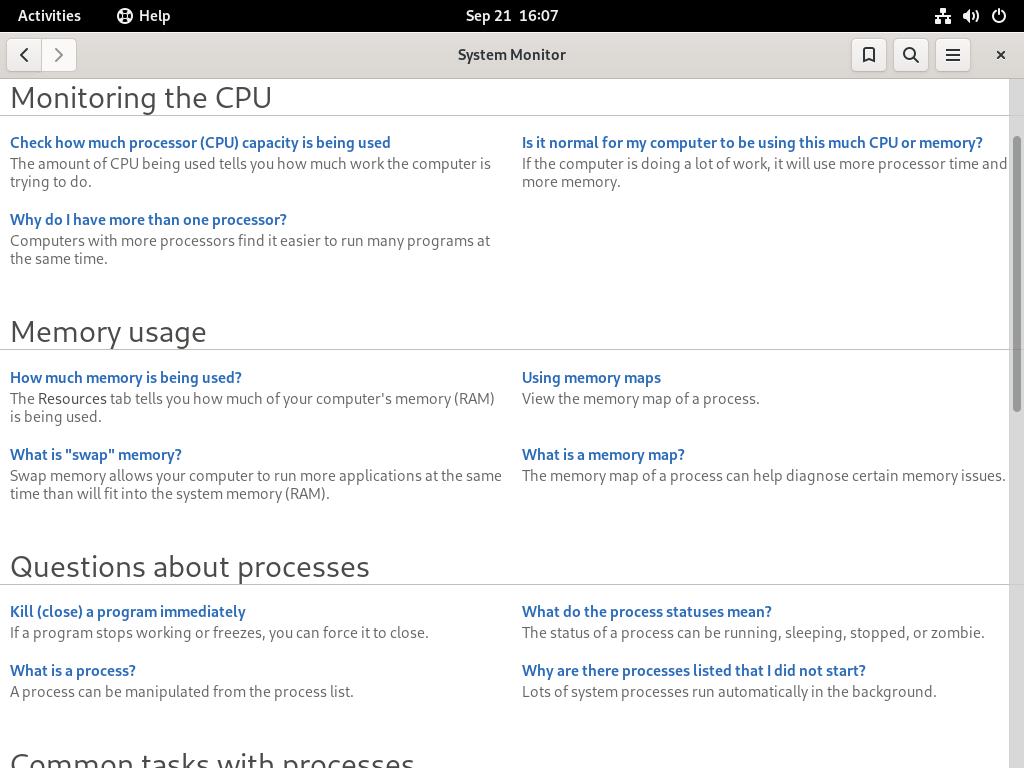 Activities Help Sep 21 16:07
System Monitor
Monitoring the CPU
Check how much processor (CPU) capacity is being used
The amount of CPU being used tells you how much work the computer is
trying to do.
Is it normal for my computer to be using this much CPU or memory?
If the computer is doing a lot of work, it will use more processor time and
more memory.
Why do I have more than one processor?
Computers with more processors find it easier to run many programs at
the same time.
Memory usage
How much memory is being used?
The Resources tab tells you how much of your computer's memory (RAM)
is being used.
Using memory maps
View the memory map of a process.
What is "swap" memory?
Swap memory allows your computer to run more applications at the same
time than will fit into the system memory (RAM).
What is a memory map?
The memory map of a process can help diagnose certain memory issues.
Questions about processes
Kill (close) a program immediately
If a program stops working or freezes, you can force it to close.
What do the process statuses mean?
The status of a process can be running, sleeping, stopped, or zombie.
What is a process?
A process can be manipulated from the process list.
Why are there processes listed that I did not start?
Lots of system processes run automatically in the background.
Common tasks with processes